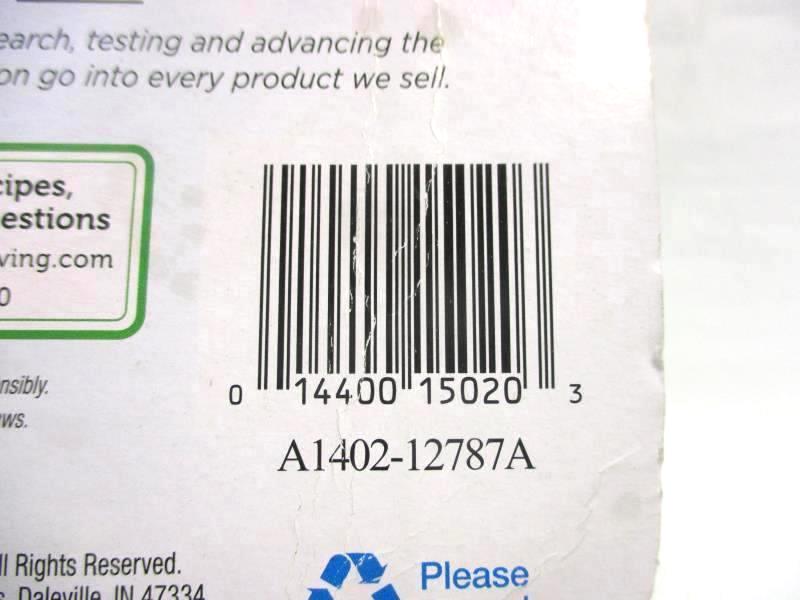 earch, testing and advancing the
on go into every product we sell.
cipes,
estions
ving.com
0
0 14400 15020 3
nsibly.
A1402-12787A
ws.
ll Rights Reserved.
s, Daleville, IN 47334
Please